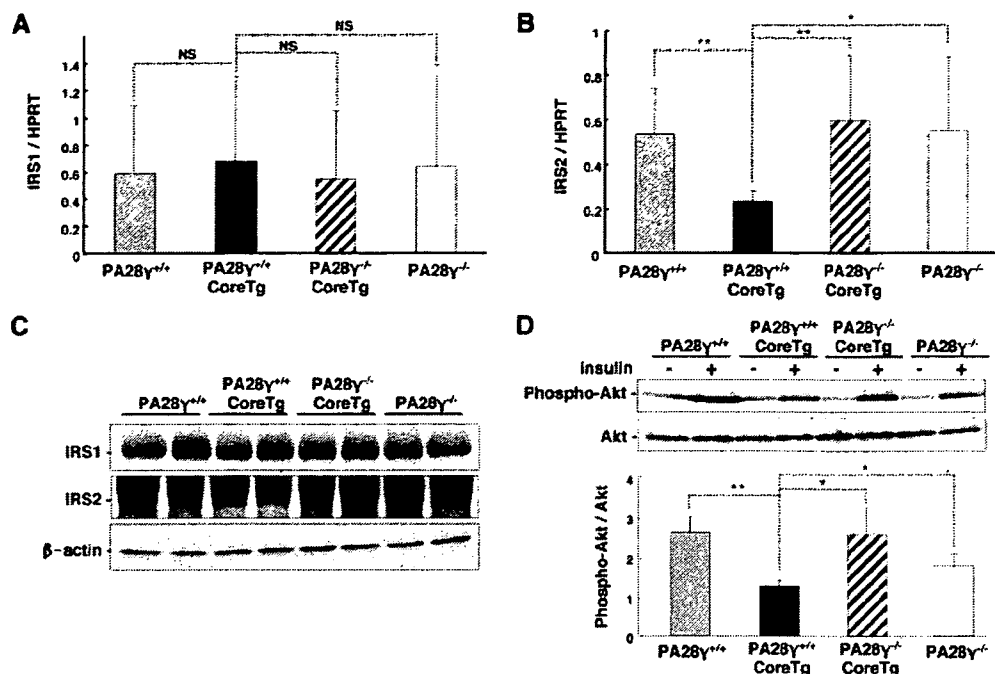 A
NS
NS
NS
IRS1 / HPRT
1.4
1.2
1
0.8
0.6
0.4
0.2
0
PA28γ+/+
PA28γ+/+ CoreTg
PA28γ-/- CoreTg
PA28γ-/-
B
*
**
**
IRS2 / HPRT
1
0.8
0.6
0.4
0.2
0
PA28γ+/+
PA28γ+/+ CoreTg
PA28γ-/- CoreTg
PA28γ-/-
C
PA28γ+/+
PA28γ+/+ CoreTg
PA28γ-/- CoreTg
PA28γ-/-
IRS1
IRS2
β-actin
D
PA28γ+/+
PA28γ+/+ CoreTg
PA28γ-/- CoreTg
PA28γ-/-
insulin - + - + - + - +
Phospho-Akt
Akt
*
**
*
Phospho-Akt / Akt
4
3
2
1
0
PA28γ+/+
PA28γ+/+ CoreTg
PA28γ-/- CoreTg
PA28γ-/-